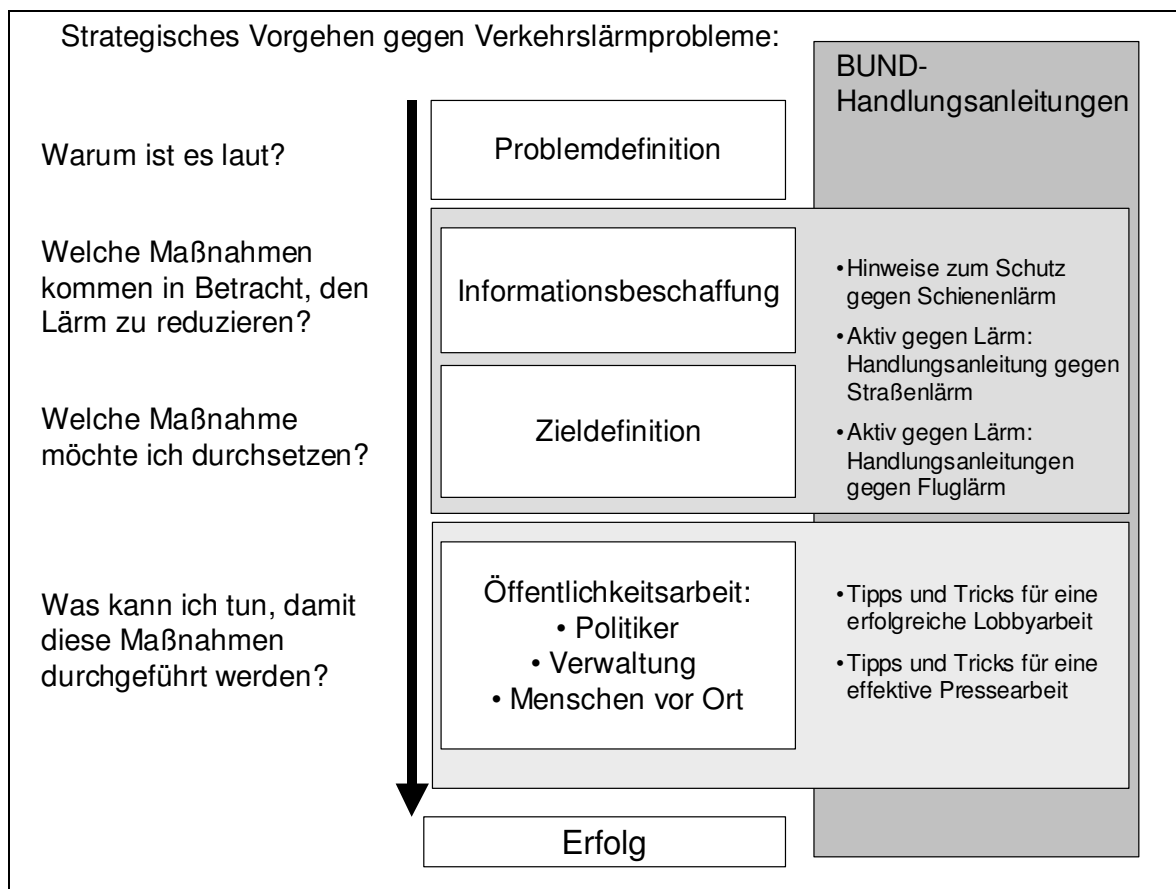 Strategisches Vorgehen gegen Verkehrslärmprobleme:
BUND-
Handlungsanleitungen
Warum ist es laut?
Problemdefinition
Welche Maßnahmen
kommen in Betracht, den
Lärm zu reduzieren?
Informationsbeschaffung
• Hinweise zum Schutz
gegen Schienenlärm
• Aktiv gegen Lärm:
Handlungsanleitung gegen
Straßenlärm
Welche Maßnahme
möchte ich durchsetzen?
Zieldefinition
• Aktiv gegen Lärm:
Handlungsanleitungen
gegen Fluglärm
Was kann ich tun, damit
diese Maßnahmen
durchgeführt werden?
Öffentlichkeitsarbeit:
• Politiker
• Verwaltung
• Menschen vor Ort
• Tipps und Tricks für eine
erfolgreiche Lobbyarbeit
• Tipps und Tricks für eine
effektive Pressearbeit
Erfolg